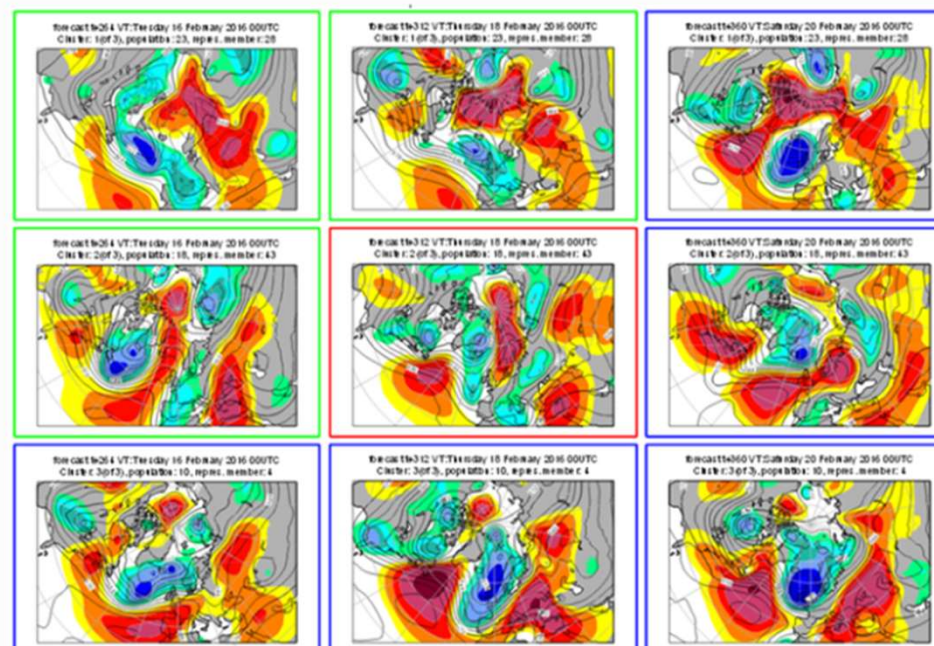 forecast t+264 VT:Tuesday 16 February 2016 00UTC
Cluster: 1(of 3), population: 23, repres. member: 28
forecast t+312 VT:Thursday 18 February 2016 00UTC
Cluster: 1(of 3), population: 23, repres. member: 28
forecast t+360 VT:Saturday 20 February 2016 00UTC
Cluster: 1(of 3), population: 23, repres. member: 28
forecast t+264 VT:Tuesday 16 February 2016 00UTC
Cluster: 2(of 3), population: 18, repres. member: 43
forecast t+312 VT:Thursday 18 February 2016 00UTC
Cluster: 2(of 3), population: 18, repres. member: 43
forecast t+360 VT:Saturday 20 February 2016 00UTC
Cluster: 2(of 3), population: 18, repres. member: 43
forecast t+264 VT:Tuesday 16 February 2016 00UTC
Cluster: 3(of 3), population: 10, repres. member: 4
forecast t+312 VT:Thursday 18 February 2016 00UTC
Cluster: 3(of 3), population: 10, repres. member: 4
forecast t+360 VT:Saturday 20 February 2016 00UTC
Cluster: 3(of 3), population: 10, repres. member: 4